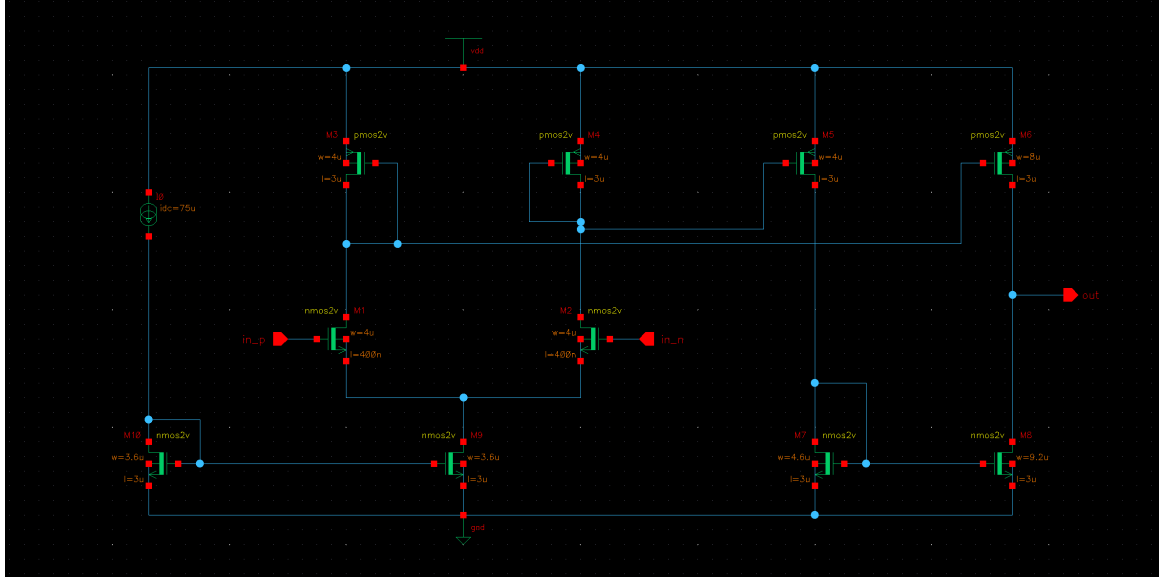 vdd
M3 pmos2v
w=4u
l=3u
pmos2v M4
w=4u
l=3u
pmos2v M5
w=4u
l=3u
pmos2v M6
w=8u
l=3u
I0
idc=75u
nmos2v M1
in_p
w=4u
l=400n
M2 nmos2v
w=4u
in_n
l=400n
out
M10 nmos2v
w=3.6u
l=3u
nmos2v M9
w=3.6u
l=3u
M7 nmos2v
w=4.6u
l=3u
nmos2v M8
w=9.2u
l=3u
gnd